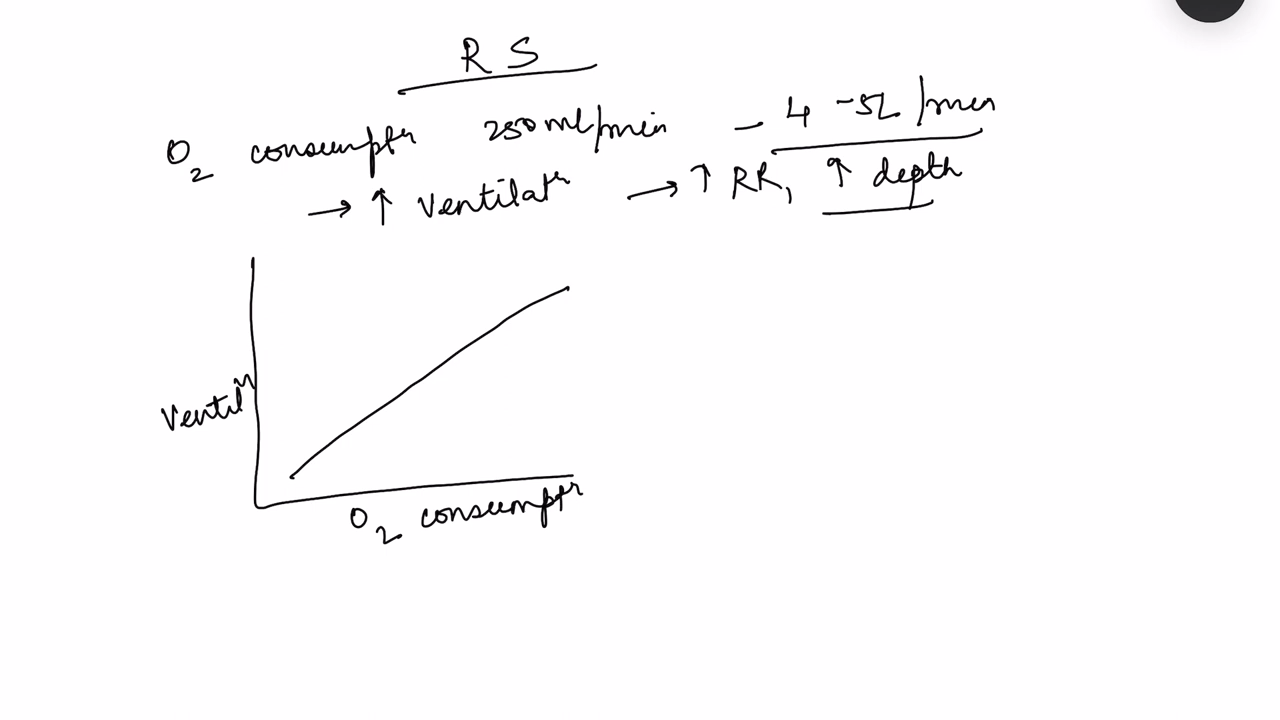 R S
O2 consumptn 250 ml/min – 4-5L/min
→ ↑ Ventilatn → ↑ RR, ↑ depth
Ventiln
O2 consumptn